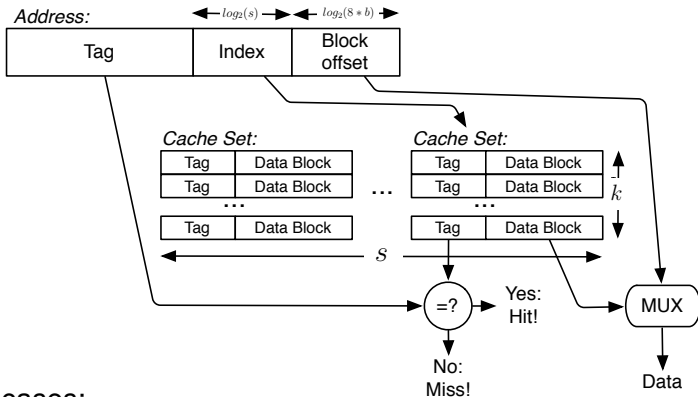 Address:
log₂(s)
log₂(8 * b)
Tag
Index
Block
offset
Cache Set:
Cache Set:
Tag Data Block
Tag Data Block
Tag Data Block
Tag Data Block
...
...
...
k
Tag Data Block
Tag Data Block
s
=?
Yes:
Hit!
MUX
No:
Miss!
Data